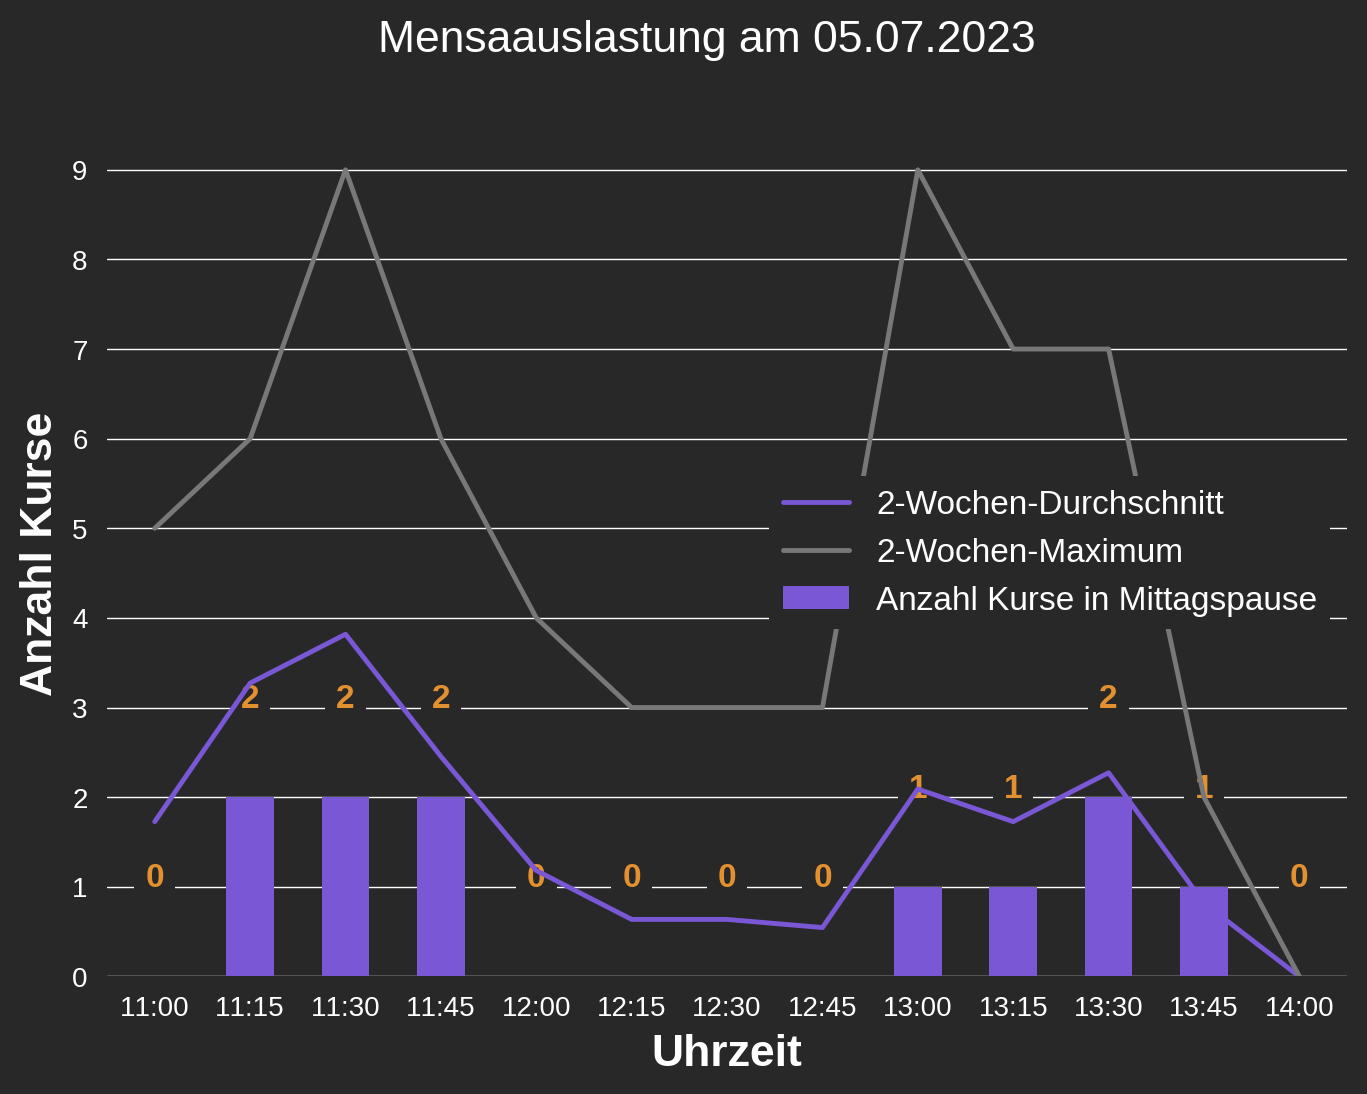 Mensaauslastung am 05.07.2023
9
8
7
6
5
4
3
2
1
0
Anzahl Kurse
2-Wochen-Durchschnitt
2-Wochen-Maximum
Anzahl Kurse in Mittagspause
2 2 2 2
1 1 1
0 0 0 0 0 0
11:00 11:15 11:30 11:45 12:00 12:15 12:30 12:45 13:00 13:15 13:30 13:45 14:00
Uhrzeit